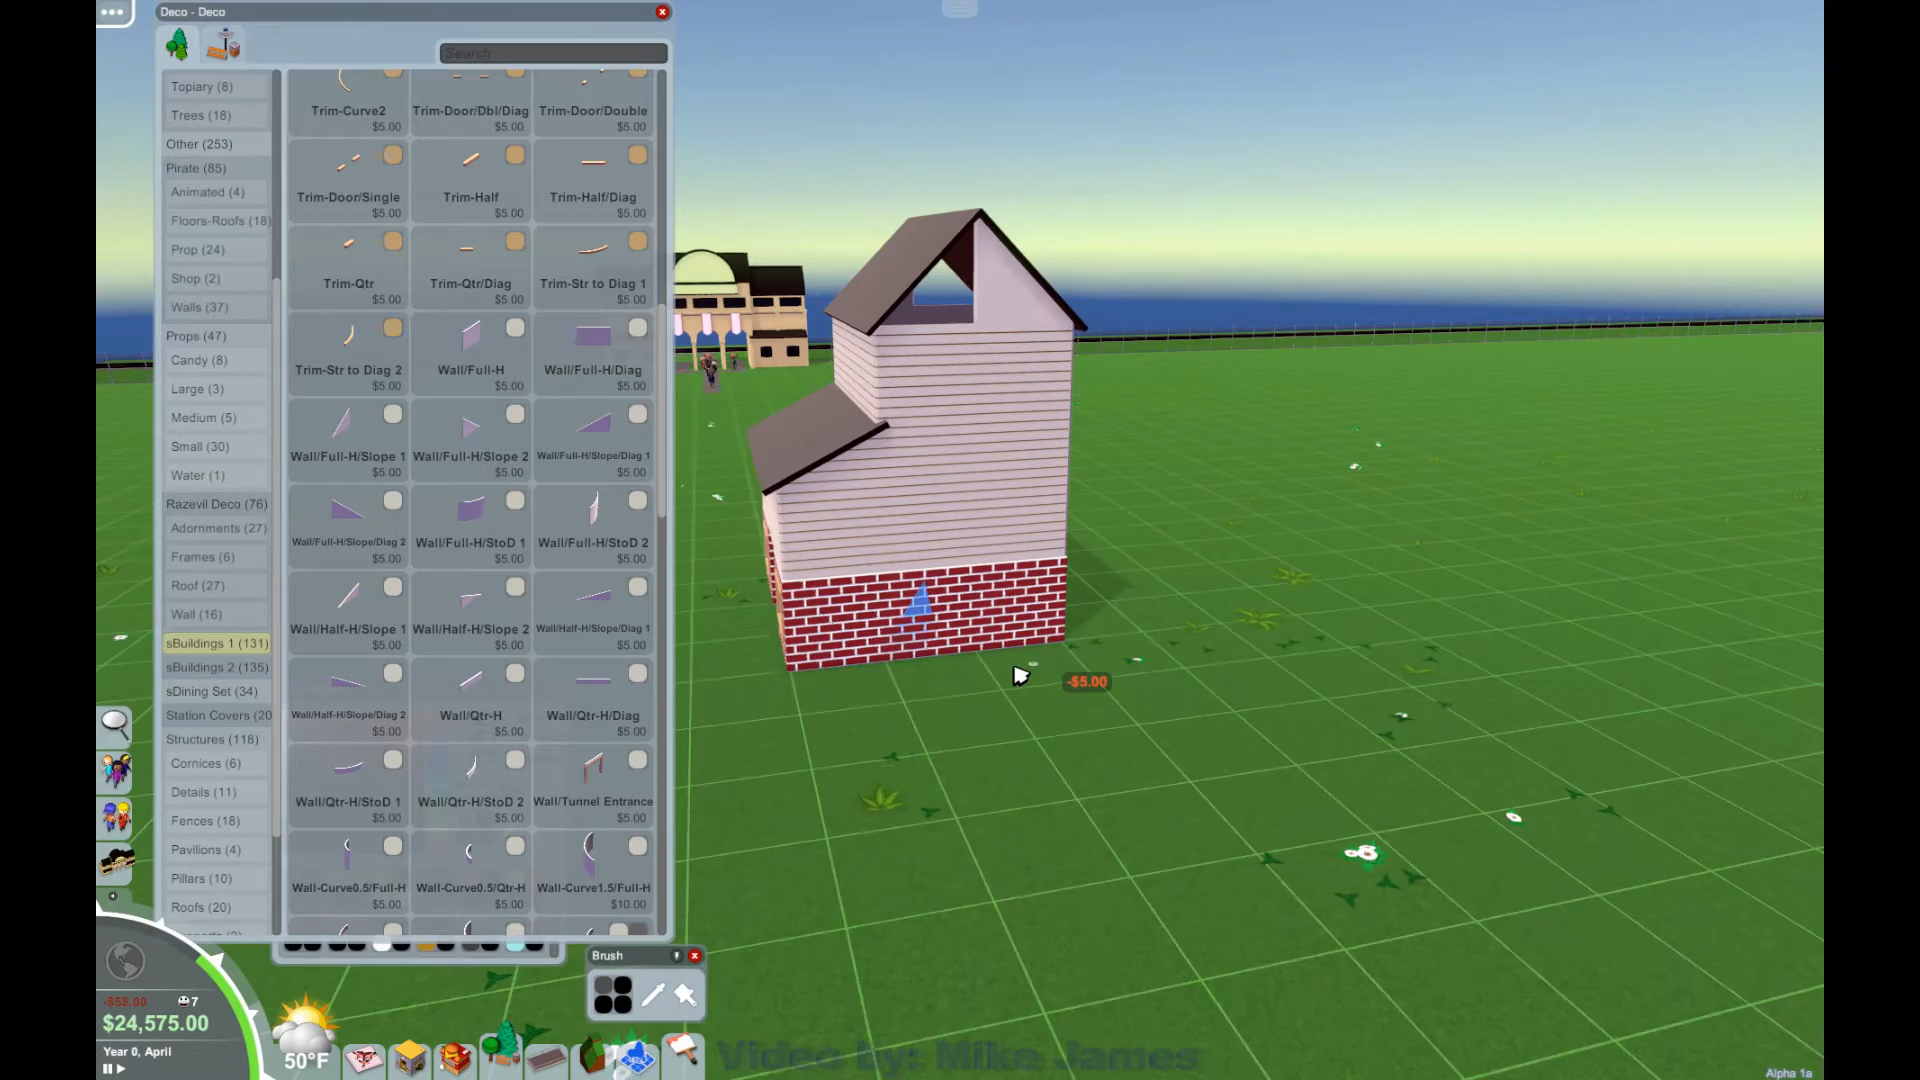 Deco - Deco
Search
Topiary (8)
Trees (18)
Other (253)
Pirate (85)
Animated (4)
Floors-Roofs (18)
Prop (24)
Shop (2)
Walls (37)
Props (47)
Candy (8)
Large (3)
Medium (5)
Small (30)
Water (1)
Razevil Deco (76)
Adornments (27)
Frames (6)
Roof (27)
Wall (16)
sBuildings 1 (131)
sBuildings 2 (135)
sDining Set (34)
Station Covers (20
Structures (118)
Cornices (6)
Details (11)
Fences (18)
Pavilions (4)
Pillars (10)
Roofs (20)
Trim-Curve2 Trim-Door/Dbl/Diag Trim-Door/Double
$5.00 $5.00 $5.00
Trim-Door/Single Trim-Half Trim-Half/Diag
$5.00 $5.00 $5.00
Trim-Qtr Trim-Qtr/Diag Trim-Str to Diag 1
$5.00 $5.00 $5.00
Trim-Str to Diag 2 Wall/Full-H Wall/Full-H/Diag
$5.00 $5.00 $5.00
Wall/Full-H/Slope 1 Wall/Full-H/Slope 2 Wall/Full-H/Slope/Diag 1
$5.00 $5.00 $5.00
Wall/Full-H/Slope/Diag 2 Wall/Full-H/StoD 1 Wall/Full-H/StoD 2
$5.00 $5.00 $5.00
Wall/Half-H/Slope 1 Wall/Half-H/Slope 2 Wall/Half-H/Slope/Diag 1
$5.00 $5.00 $5.00
Wall/Half-H/Slope/Diag 2 Wall/Qtr-H Wall/Qtr-H/Diag
$5.00 $5.00 $5.00
Wall/Qtr-H/StoD 1 Wall/Qtr-H/StoD 2 Wall/Tunnel Entrance
$5.00 $5.00 $5.00
Wall-Curve0.5/Full-H Wall-Curve0.5/Qtr-H Wall-Curve1.5/Full-H
$5.00 $5.00 $10.00
-$5.00
Brush
-$58.00 7
$24,575.00
Year 0, April
50°F
Video by: Mike James
Alpha 1a